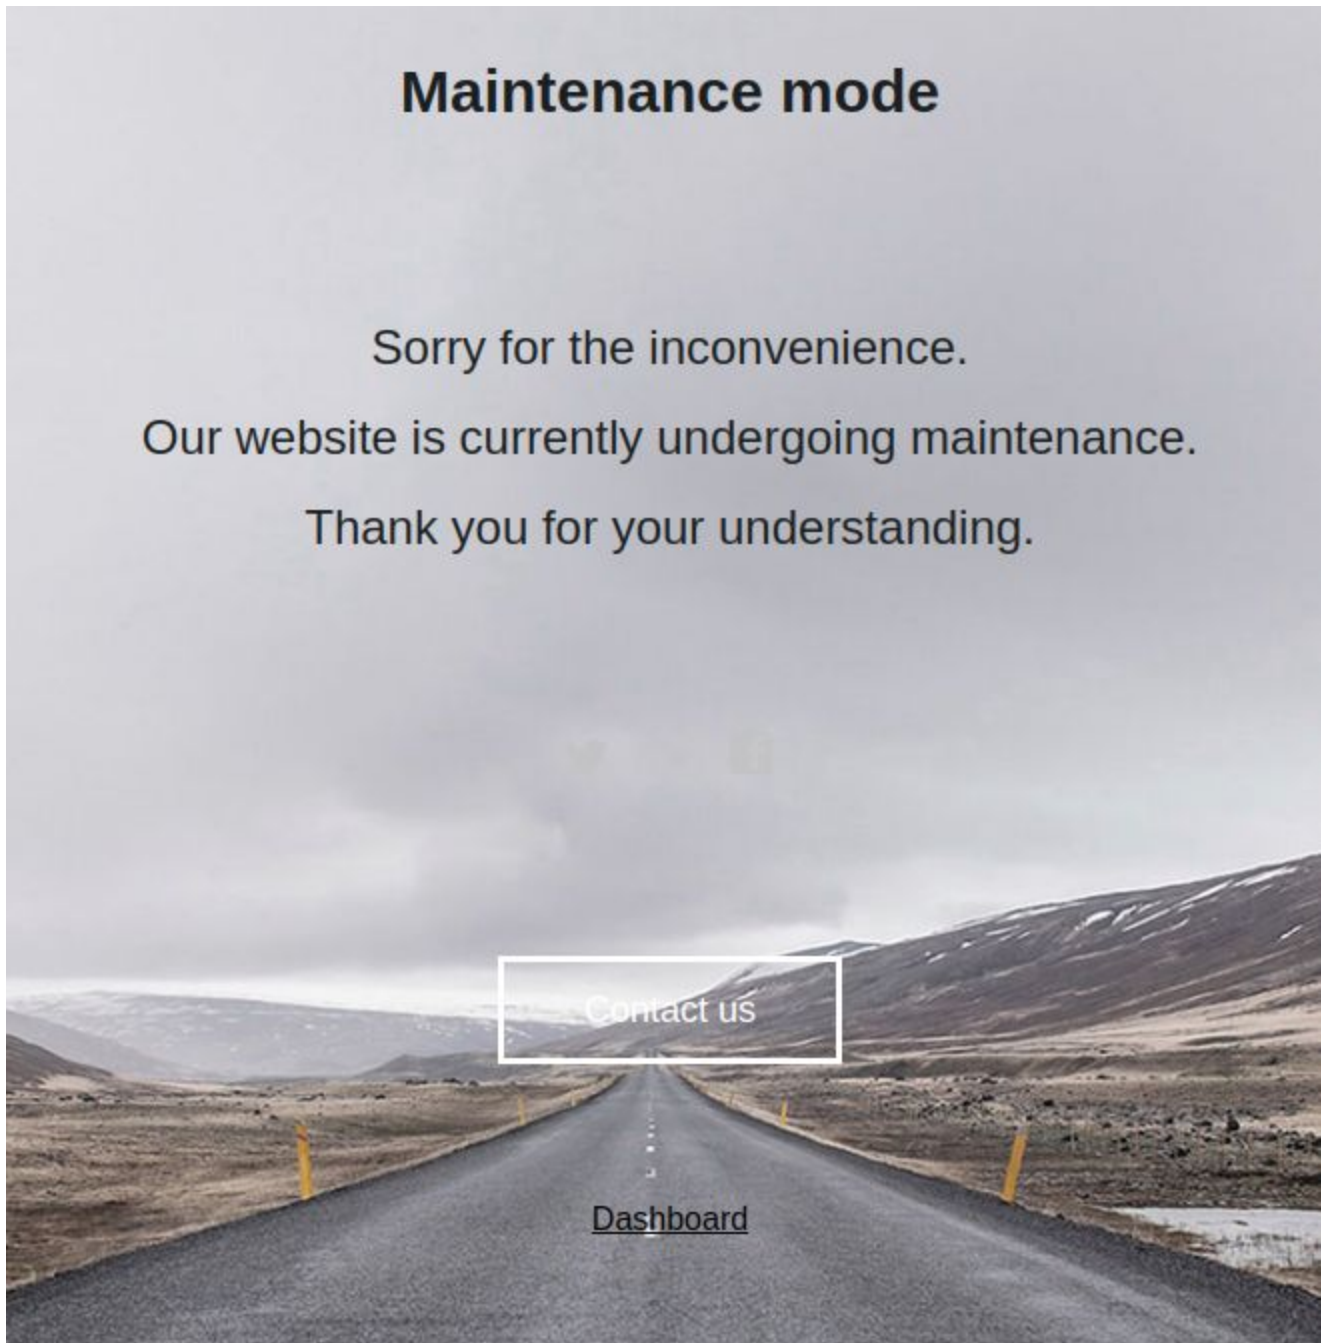 Maintenance mode
Sorry for the inconvenience.
Our website is currently undergoing maintenance.
Thank you for your understanding.
Contact us
Dashboard